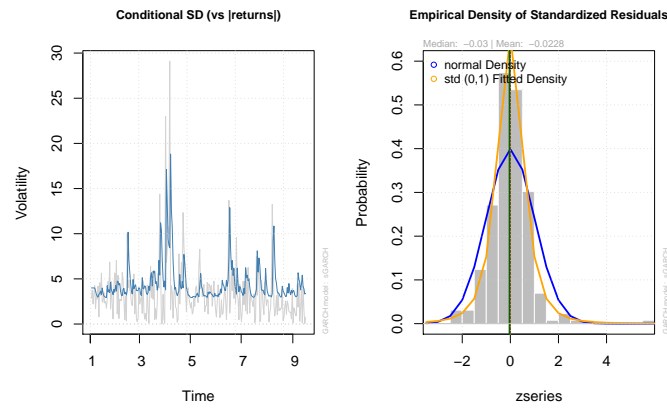 Conditional SD (vs |returns|)
Volatility
30
25
20
15
10
5
0
1 3 5 7 9
Time
GARCH model : sGARCH
Empirical Density of Standardized Residuals
Median: −0.03 | Mean: −0.0228
normal Density
std (0,1) Fitted Density
Probability
0.6
0.5
0.4
0.3
0.2
0.1
0.0
−2 0 2 4
zseries
GARCH model : sGARCH